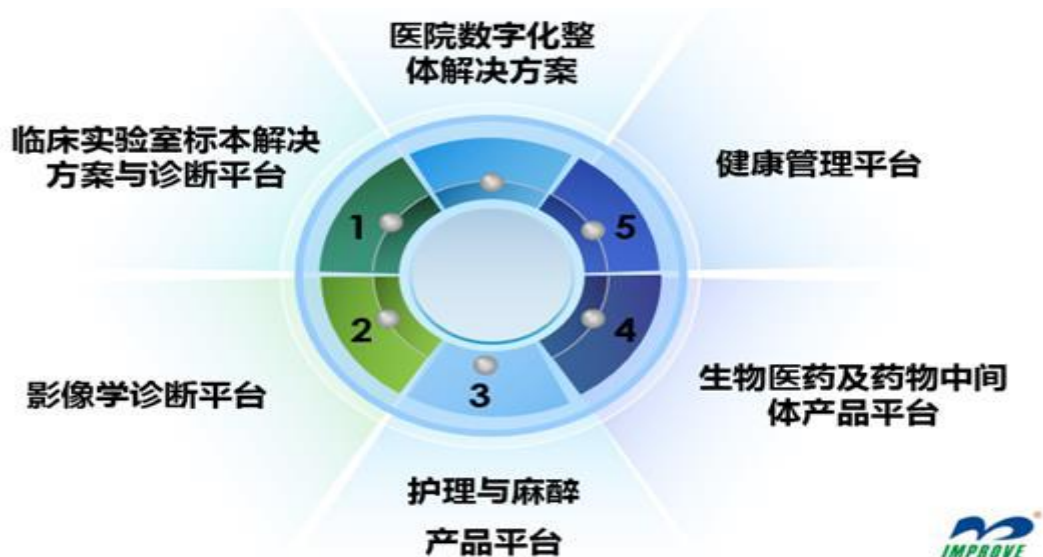 医院数字化整
体解决方案
临床实验室标本解决
方案与诊断平台
健康管理平台
1
5
2
4
3
影像学诊断平台
生物医药及药物中间
体产品平台
护理与麻醉
产品平台
IMPROVE